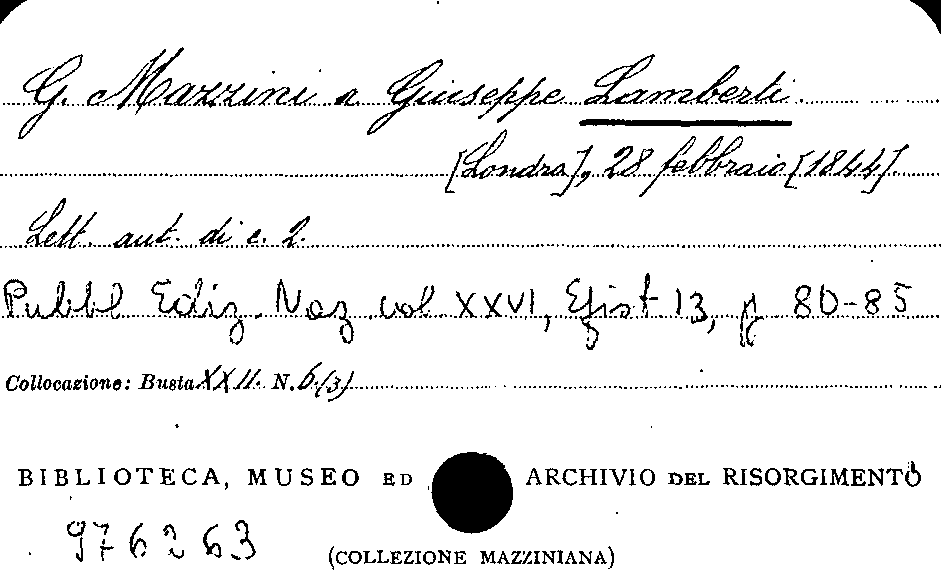 G. Mazzini a Giuseppe Lamberti.
[Londra], 28 febbraio [1844].
Lett. aut. di c. 2.
Pubbl Ediz. Naz vol XXVI, Epist 13, p 80-85
Collocazione: Busta XXII. N. 6/(3)
BIBLIOTECA, MUSEO ED ARCHIVIO DEL RISORGIMENTO
976263
(COLLEZIONE MAZZINIANA)